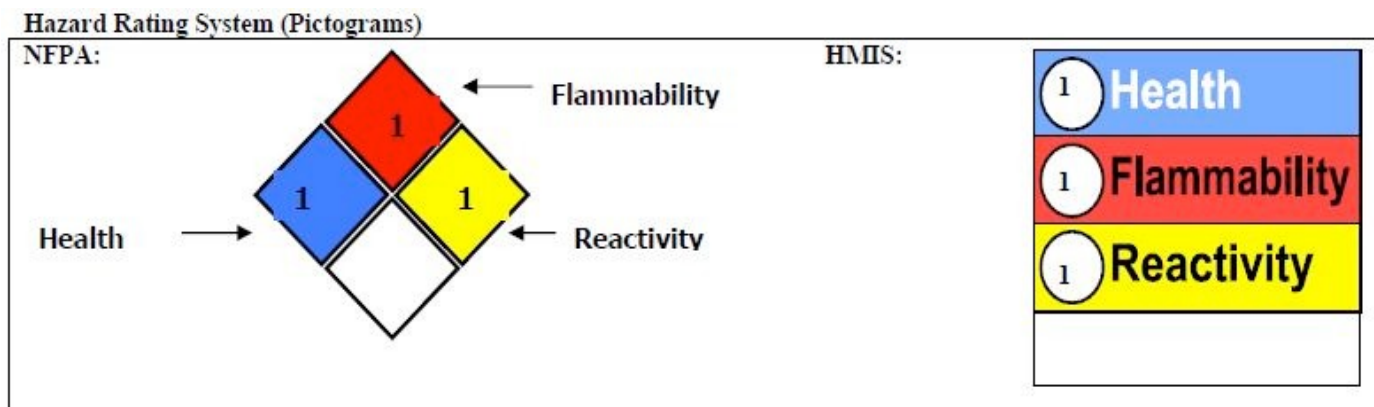 Hazard Rating System (Pictograms)
NFPA:
HMIS:
1
Flammability
1
1
Health
Reactivity
1 Health
1 Flammability
1 Reactivity